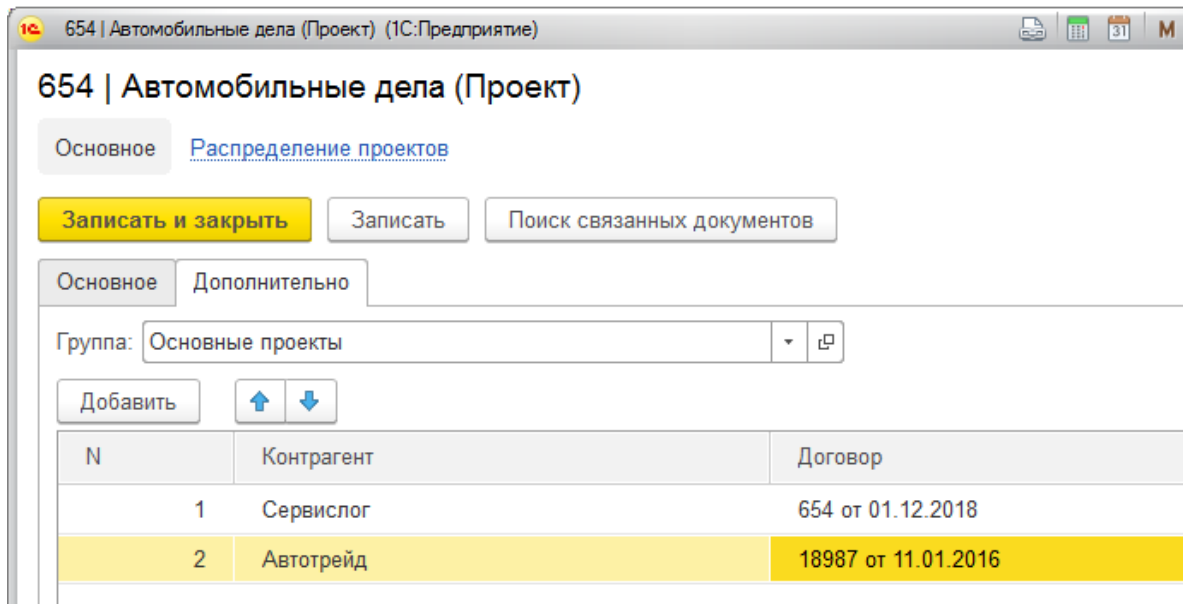 1С 654 | Автомобильные дела (Проект) (1С:Предприятие) 31 М
654 | Автомобильные дела (Проект)
Основное Распределение проектов
Записать и закрыть Записать Поиск связанных документов
Основное Дополнительно
Группа: Основные проекты
Добавить
N Контрагент Договор
1 Сервислог 654 от 01.12.2018
2 Автотрейд 18987 от 11.01.2016